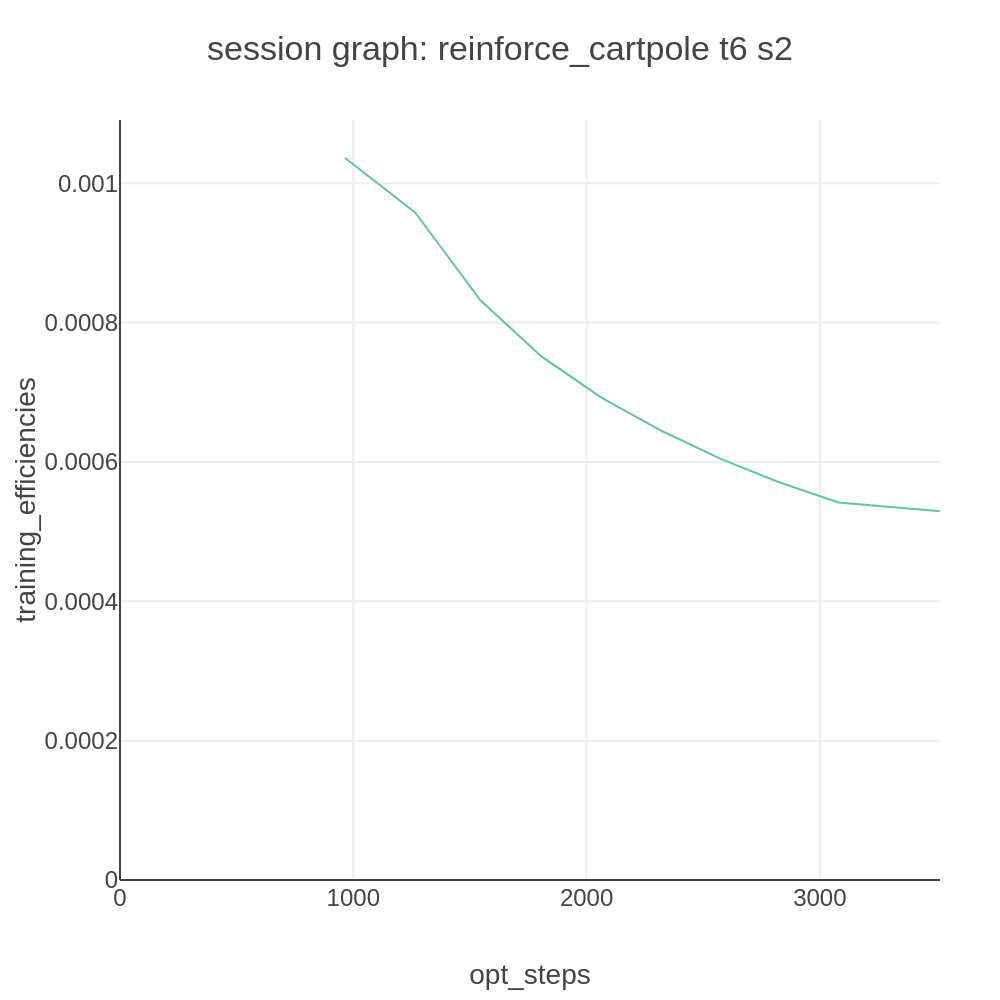 session graph: reinforce_cartpole t6 s2
training_efficiencies
0.001
0.0008
0.0006
0.0004
0.0002
0
0 1000 2000 3000
opt_steps